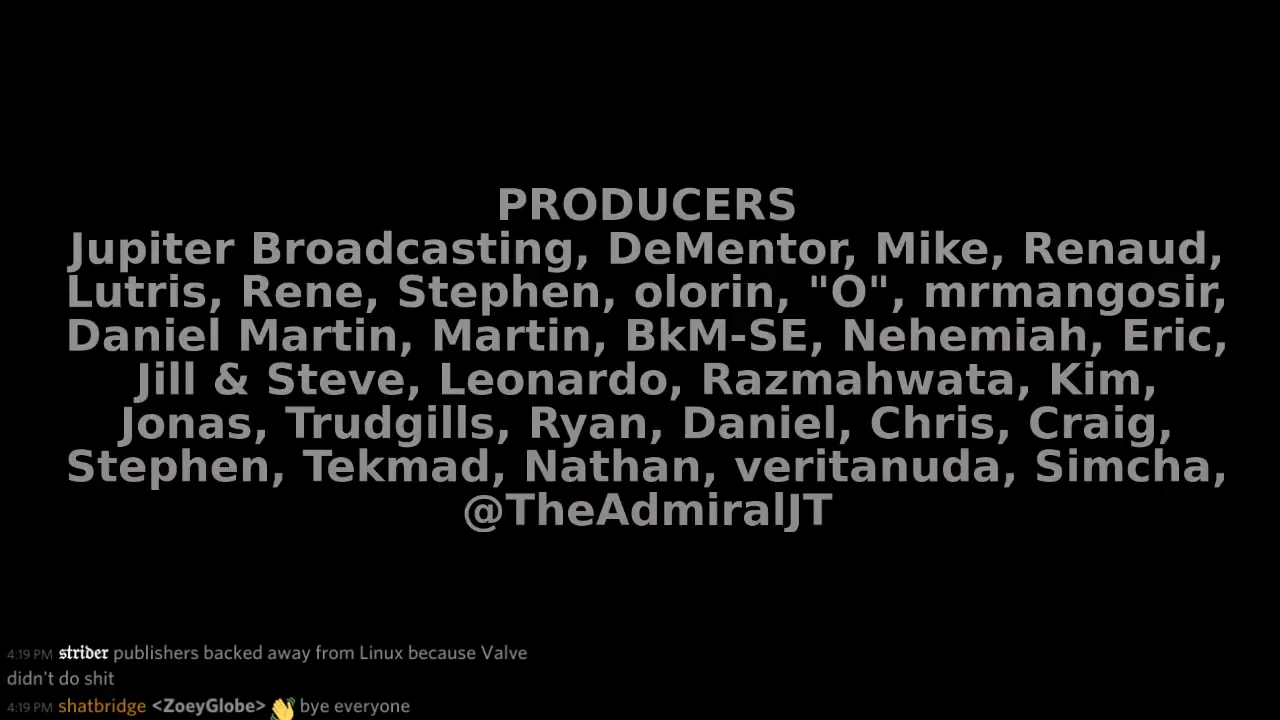 PRODUCERS
Jupiter Broadcasting, DeMentor, Mike, Renaud,
Lutris, Rene, Stephen, olorin, "O", mrmangosir,
Daniel Martin, Martin, BkM-SE, Nehemiah, Eric,
Jill & Steve, Leonardo, Razmahwata, Kim,
Jonas, Trudgills, Ryan, Daniel, Chris, Craig,
Stephen, Tekmad, Nathan, veritanuda, Simcha,
@TheAdmiralJT
4:19 PM strider publishers backed away from Linux because Valve
didn't do shit
4:19 PM shatbridge <ZoeyGlobe> 👋 bye everyone